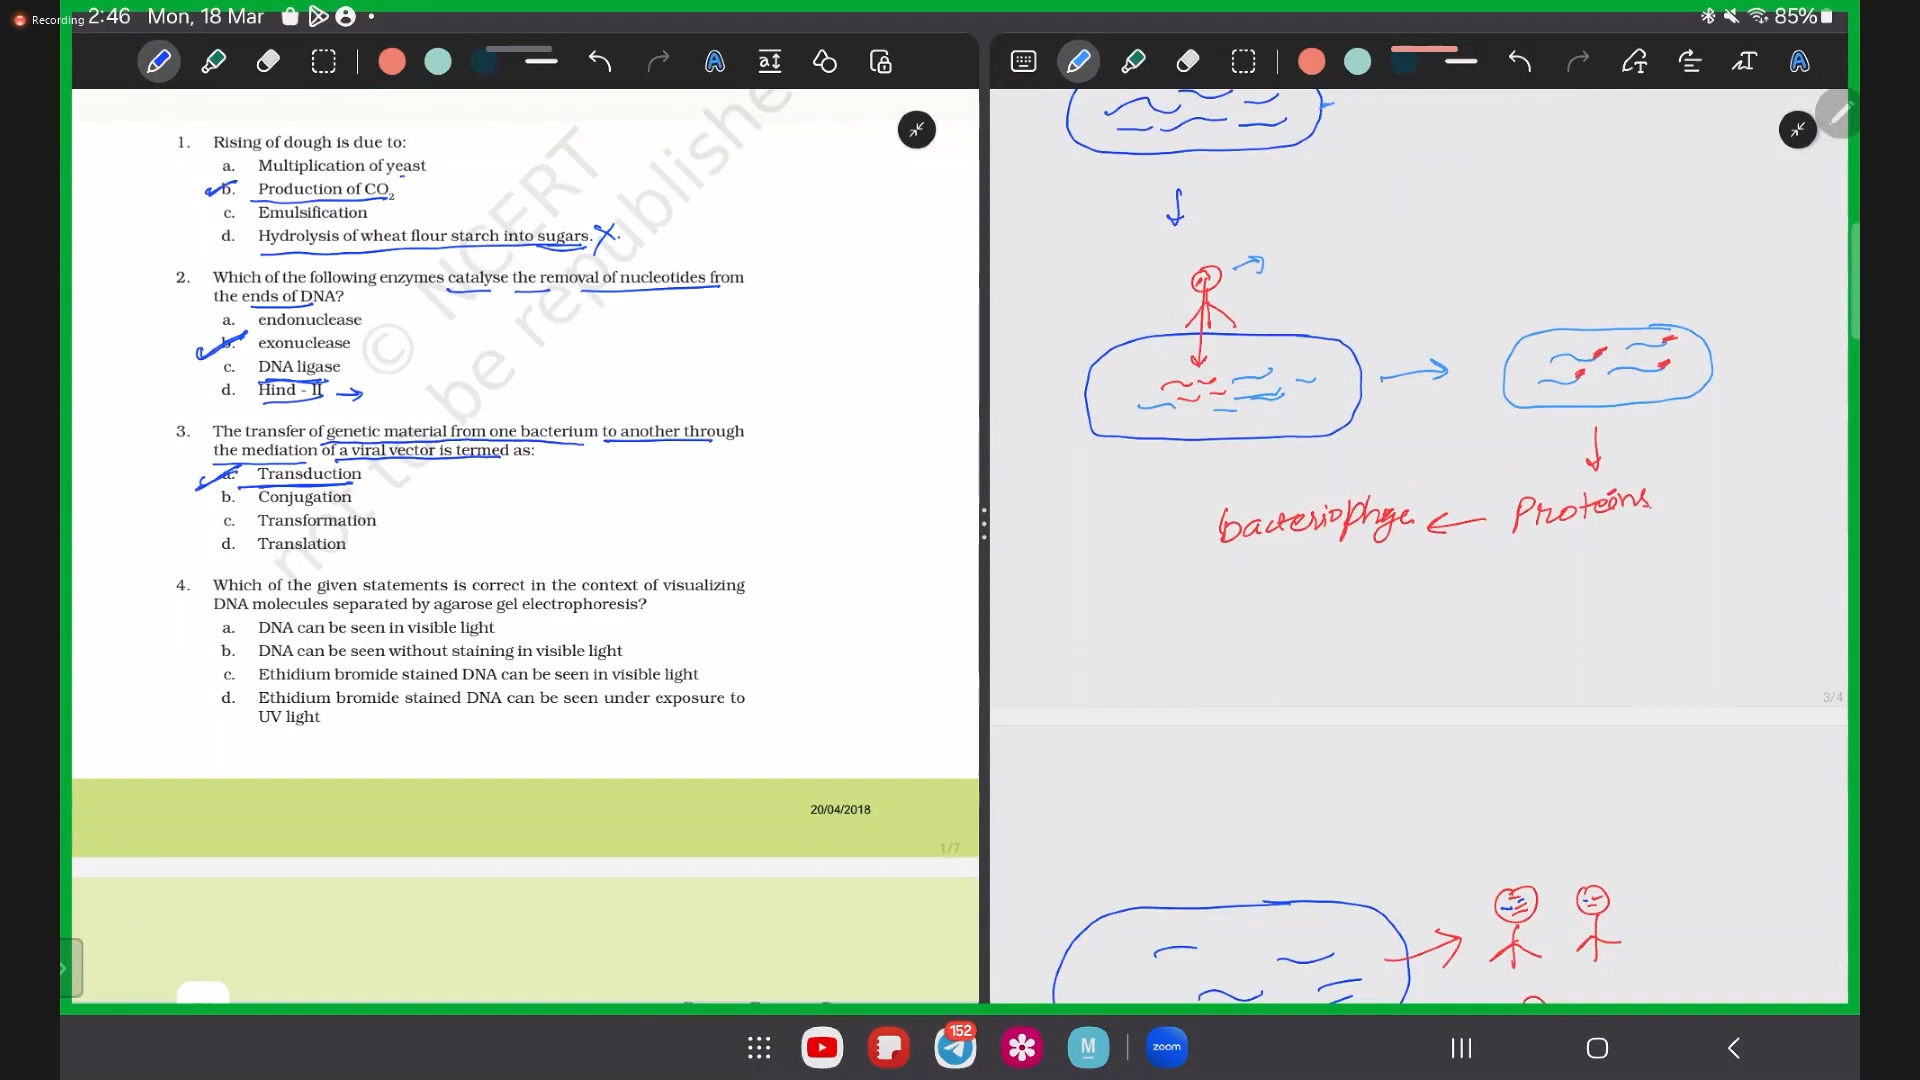 Recording
2:46 Mon, 18 Mar
85%
1. Rising of dough is due to:
a. Multiplication of yeast
b. Production of CO2
c. Emulsification
d. Hydrolysis of wheat flour starch into sugars.
2. Which of the following enzymes catalyse the removal of nucleotides from
the ends of DNA?
a. endonuclease
b. exonuclease
c. DNA ligase
d. Hind - II
3. The transfer of genetic material from one bacterium to another through
the mediation of a viral vector is termed as:
a. Transduction
b. Conjugation
c. Transformation
d. Translation
4. Which of the given statements is correct in the context of visualizing
DNA molecules separated by agarose gel electrophoresis?
a. DNA can be seen in visible light
b. DNA can be seen without staining in visible light
c. Ethidium bromide stained DNA can be seen in visible light
d. Ethidium bromide stained DNA can be seen under exposure to
UV light
© NCERT
not to be republishe
20/04/2018
1/7
bacteriophge ← Proteins
3/4
152
M
zoom